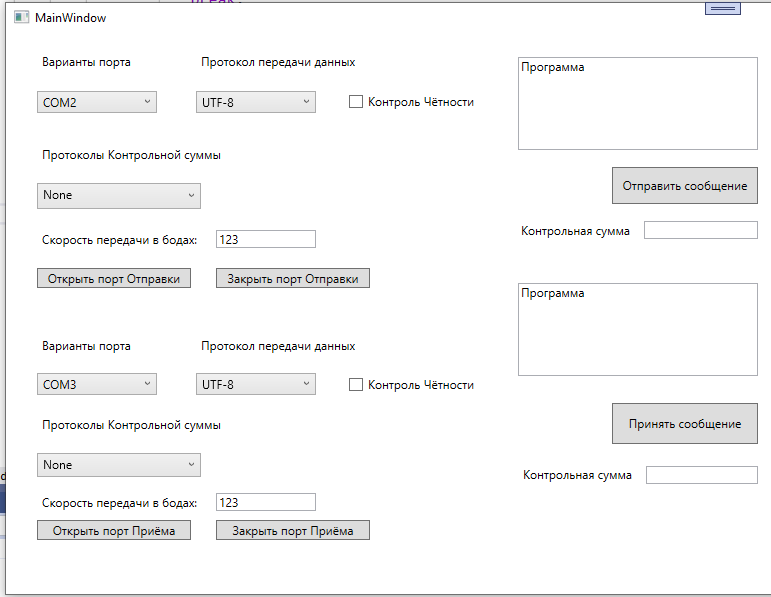 MainWindow
Варианты порта
Протокол передачи данных
COM2
UTF-8
Контроль Чётности
Программа
Протоколы Контрольной суммы
None
Отправить сообщение
Скорость передачи в бодах:
123
Контрольная сумма
Открыть порт Отправки
Закрыть порт Отправки
Программа
Варианты порта
Протокол передачи данных
COM3
UTF-8
Контроль Чётности
Протоколы Контрольной суммы
Принять сообщение
None
Контрольная сумма
Скорость передачи в бодах:
123
Открыть порт Приёма
Закрыть порт Приёма